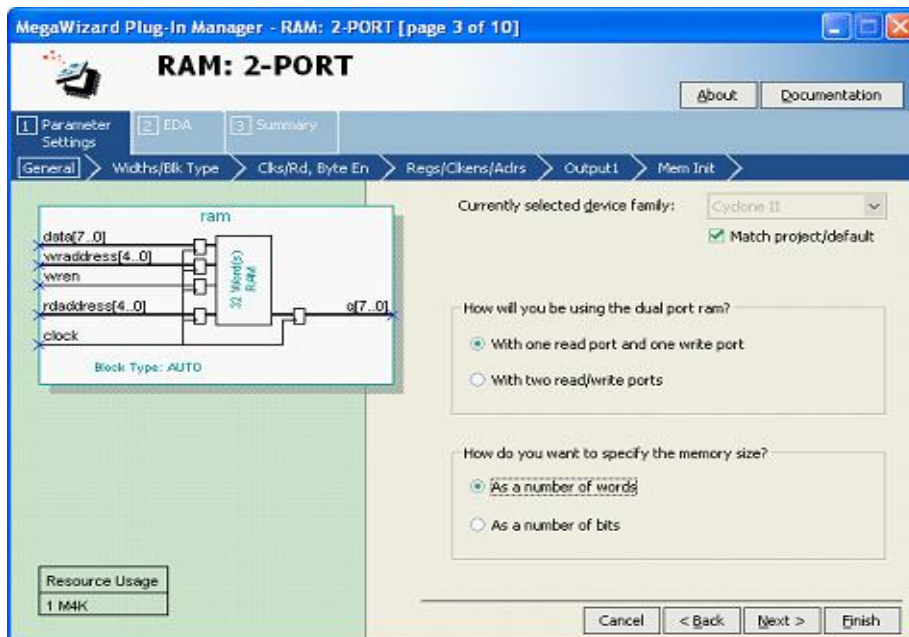 MegaWizard Plug-In Manager - RAM: 2-PORT [page 3 of 10]
RAM: 2-PORT
About
Documentation
1 Parameter Settings
2 EDA
3 Summary
General
Widths/Blk Type
Clks/Rd, Byte En
Regs/Clkens/Adrs
Output1
Mem Init
ram
data[7..0]
wraddress[4..0]
wren
rdaddress[4..0]
clock
32 Word(s)
RAM
q[7..0]
Block Type: AUTO
Currently selected device family:
Cyclone II
Match project/default
How will you be using the dual port ram?
With one read port and one write port
With two read/write ports
How do you want to specify the memory size?
As a number of words
As a number of bits
Resource Usage
1 M4K
Cancel
< Back
Next >
Finish